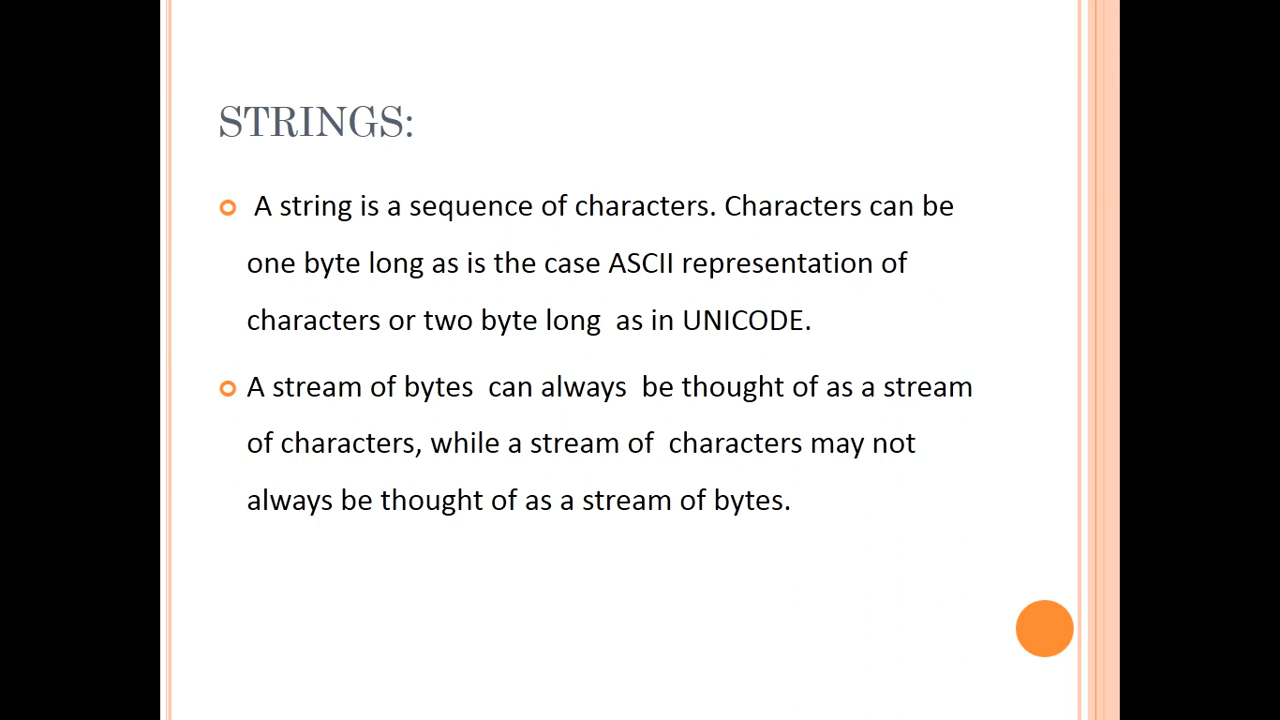 STRINGS:
A string is a sequence of characters. Characters can be
one byte long as is the case ASCII representation of
characters or two byte long  as in UNICODE.
A stream of bytes  can always  be thought of as a stream
of characters, while a stream of  characters may not
always be thought of as a stream of bytes.